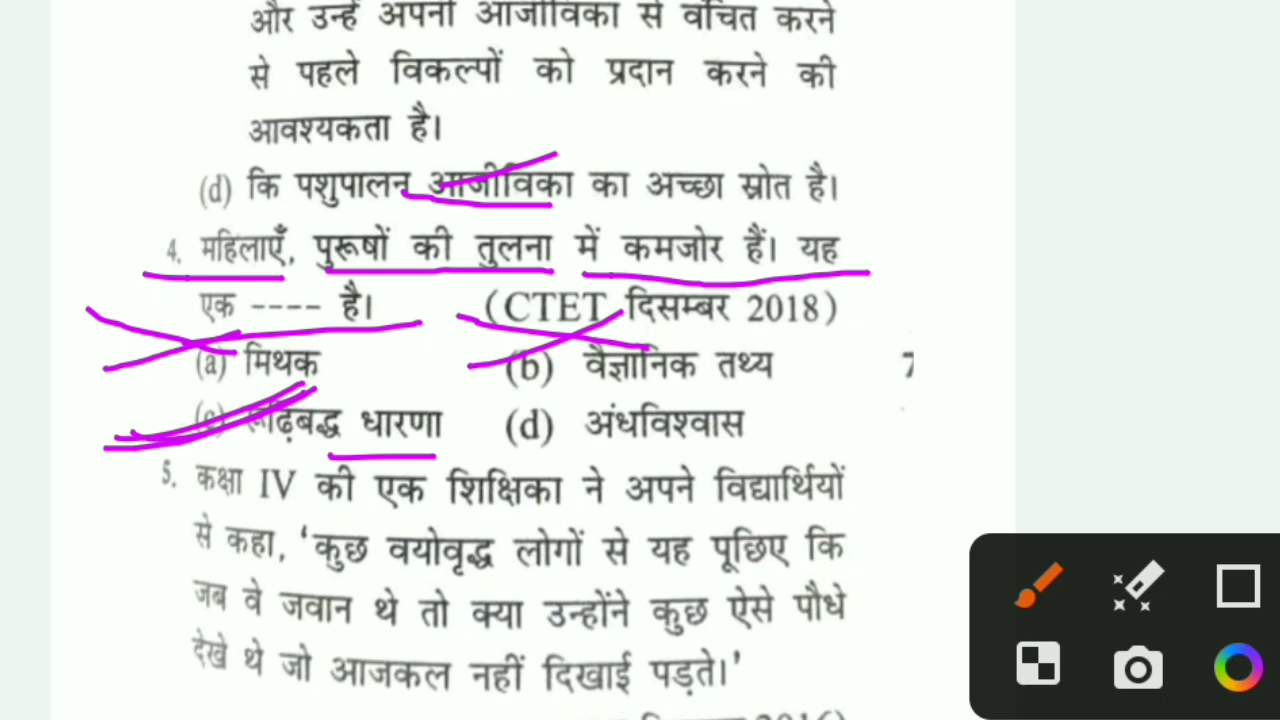 और उन्हें अपनी आजीविका से वंचित करने
से पहले विकल्पों को प्रदान करने की
आवश्यकता है।
(d) कि पशुपालन आजीविका का अच्छा स्रोत है।
4. महिलाएँ, पुरूषों की तुलना में कमजोर हैं। यह
एक ---- है। (CTET दिसम्बर 2018)
(a) मिथक (b) वैज्ञानिक तथ्य
(c) रूढ़िबद्ध धारणा (d) अंधविश्वास
5. कक्षा IV की एक शिक्षिका ने अपने विद्यार्थियों
से कहा, ‘कुछ वयोवृद्ध लोगों से यह पूछिए कि
जब वे जवान थे तो क्या उन्होंने कुछ ऐसे पौधे
देखे थे जो आजकल नहीं दिखाई पड़ते।’